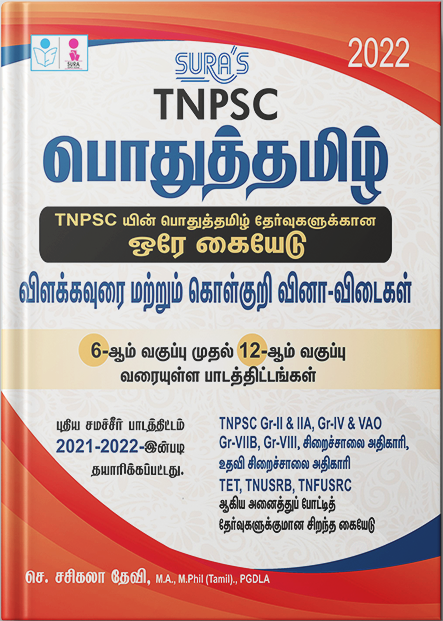 2022
SURA
SURA'S
TNPSC
பொதுத்தமிழ்
TNPSC யின் பொதுத்தமிழ் தேர்வுகளுக்கான
ஒரே கையேடு
விளக்கவுரை மற்றும் கொள்குறி வினா-விடைகள்
6-ஆம் வகுப்பு முதல் 12-ஆம் வகுப்பு
வரையுள்ள பாடத்திட்டங்கள்
புதிய சமச்சீர் பாடத்திட்டம்
2021-2022-இன்படி
தயாரிக்கப்பட்டது.
TNPSC Gr-II & IIA, Gr-IV & VAO
Gr-VIIB, Gr-VIII, சிறைச்சாலை அதிகாரி,
உதவி சிறைச்சாலை அதிகாரி
TET, TNUSRB, TNFUSRC
ஆகிய அனைத்துப் போட்டித்
தேர்வுகளுக்குமான சிறந்த கையேடு
செ. சசிகலா தேவி, M.A., M.Phil (Tamil)., PGDLA